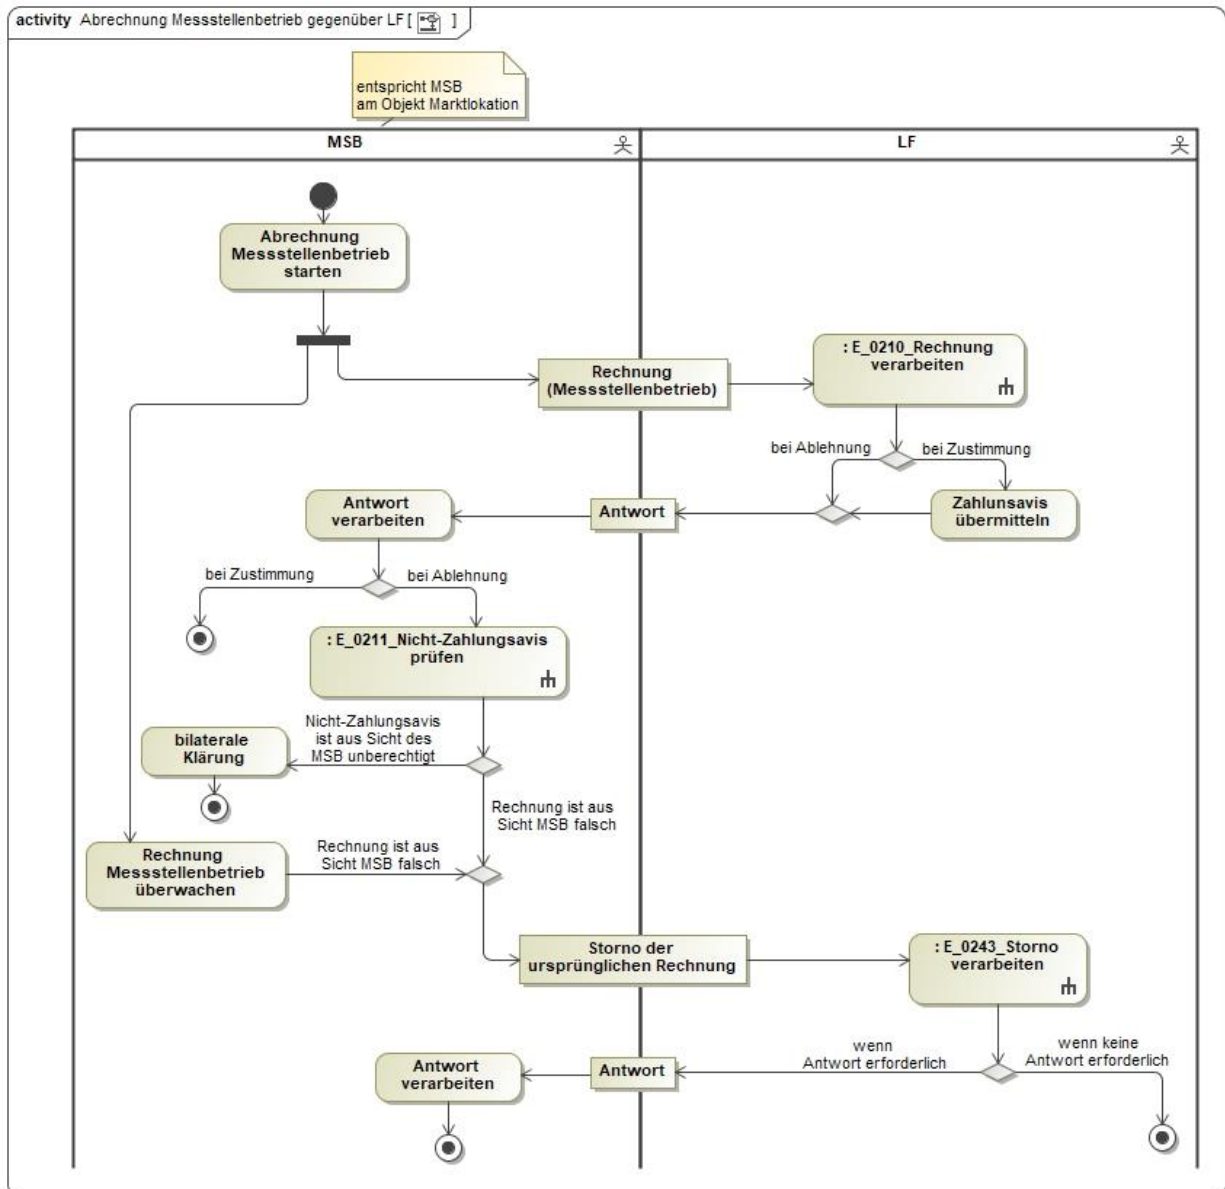 activity Abrechnung Messstellenbetrieb gegenüber LF [ ]
entspricht MSB
am Objekt Marktlokation
MSB
LF
Abrechnung
Messstellenbetrieb
starten
Rechnung
(Messstellenbetrieb)
: E_0210_Rechnung
verarbeiten
bei Ablehnung
bei Zustimmung
Antwort
verarbeiten
Antwort
Zahlunsavis
übermitteln
bei Zustimmung
bei Ablehnung
: E_0211_Nicht-Zahlungsavis
prüfen
Nicht-Zahlungsavis
ist aus Sicht des
MSB unberechtigt
bilaterale
Klärung
Rechnung ist aus
Sicht MSB falsch
Rechnung
Messstellenbetrieb
überwachen
Rechnung ist aus
Sicht MSB falsch
Storno der
ursprünglichen Rechnung
: E_0243_Storno
verarbeiten
wenn
Antwort erforderlich
wenn keine
Antwort erforderlich
Antwort
verarbeiten
Antwort